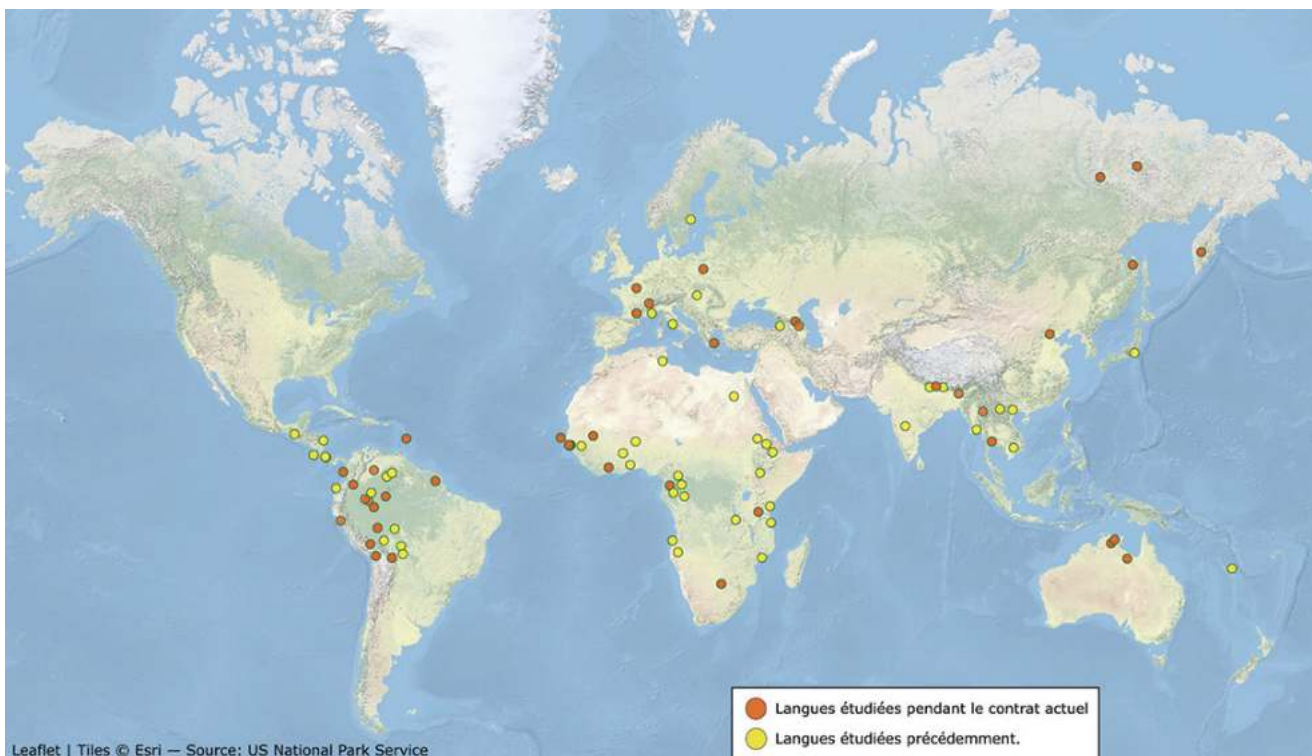 Langues étudiées pendant le contrat actuel
Langues étudiées précédemment.
Leaflet | Tiles © Esri — Source: US National Park Service